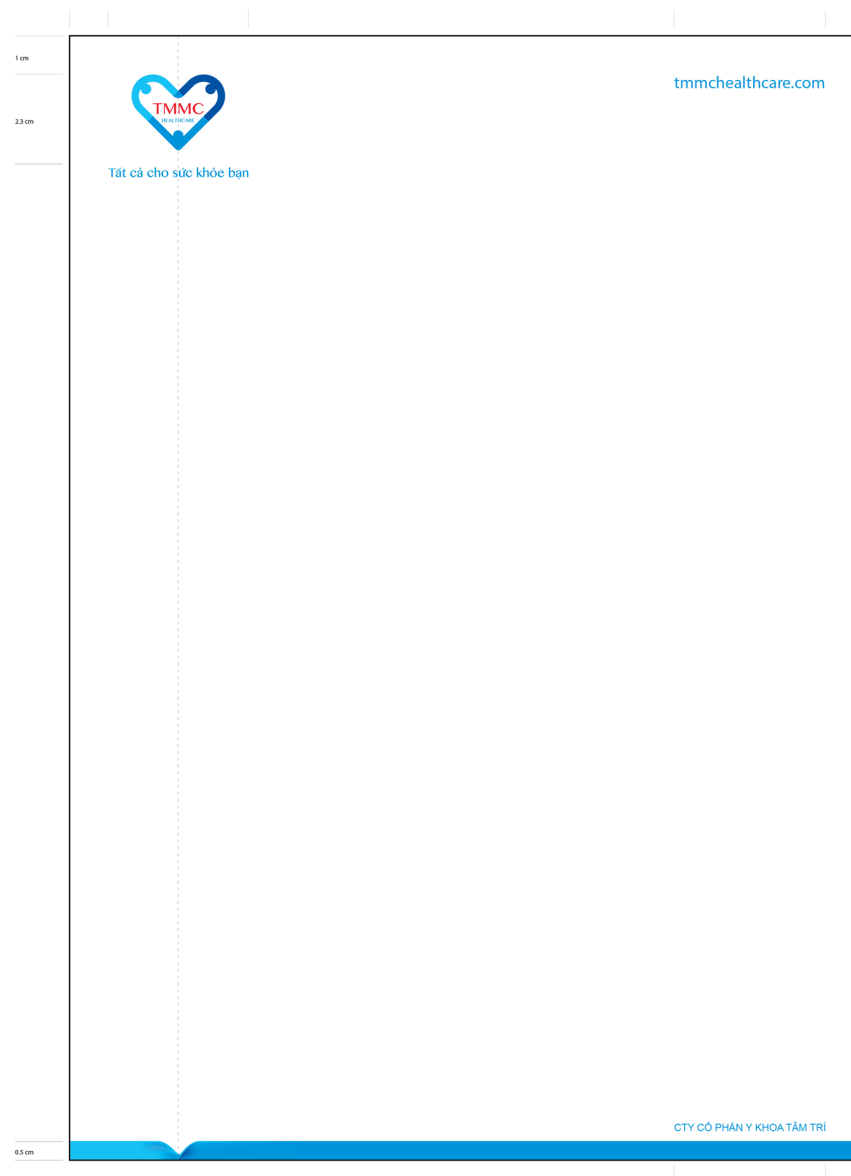 1 cm
tmmchealthcare.com
TMMC
HEALTHCARE
2.3 cm
Tất cả cho sức khỏe bạn
CTY CỔ PHẦN Y KHOA TÂM TRÍ
0.5 cm